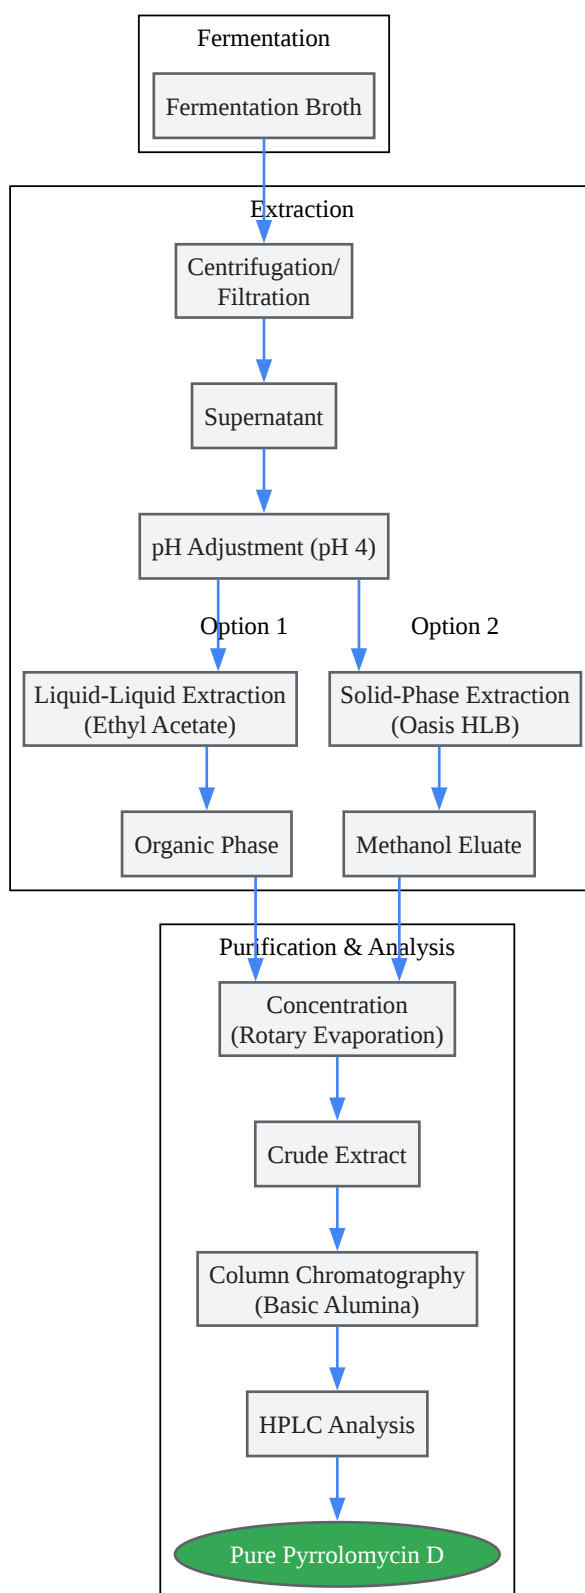 Fermentation
Fermentation Broth
Extraction
Centrifugation/
Filtration
Supernatant
pH Adjustment (pH 4)
Option 1
Option 2
Liquid-Liquid Extraction
(Ethyl Acetate)
Solid-Phase Extraction
(Oasis HLB)
Organic Phase
Methanol Eluate
Purification & Analysis
Concentration
(Rotary Evaporation)
Crude Extract
Column Chromatography
(Basic Alumina)
HPLC Analysis
Pure Pyrrolomycin D